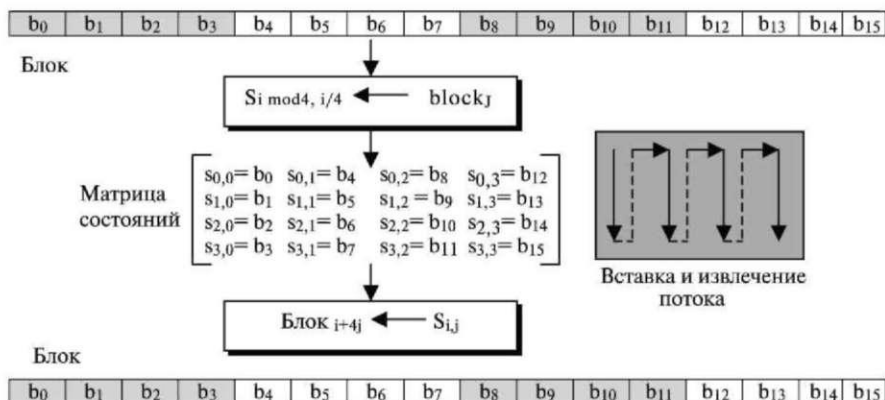 b0 b1 b2 b3 b4 b5 b6 b7 b8 b9 b10 b11 b12 b13 b14 b15
Блок
Si mod4, i/4 ← blockJ
Матрица
состояний
s0,0= b0 s0,1= b4 s0,2= b8 s0,3= b12
s1,0= b1 s1,1= b5 s1,2= b9 s1,3= b13
s2,0= b2 s2,1= b6 s2,2= b10 s2,3= b14
s3,0= b3 s3,1= b7 s3,2= b11 s3,3= b15
Вставка и извлечение
потока
Блок i+4j ← Si,j
Блок
b0 b1 b2 b3 b4 b5 b6 b7 b8 b9 b10 b11 b12 b13 b14 b15